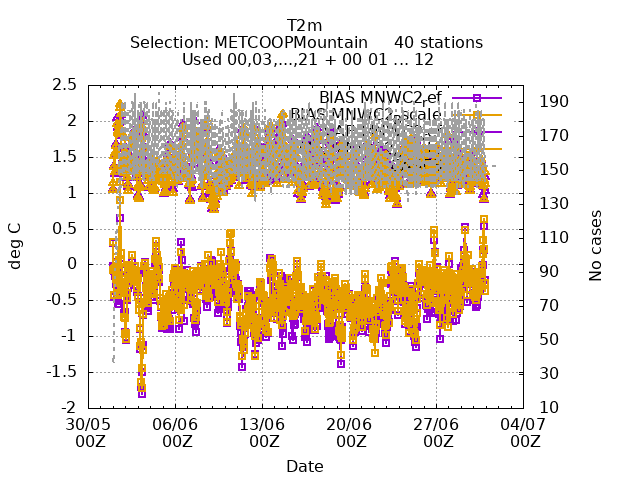 T2m
Selection: METCOOPMountain 40 stations
Used 00,03,...,21 + 00 01 ... 12
BIAS MNWC2
BIAS MNWC2
2.5
2
1.5
1
0.5
0
-0.5
-1
-1.5
-2
190
170
150
130
110
90
70
50
30
10
deg C
No cases
30/05 06/06 13/06 20/06 27/06 04/07
00Z 00Z 00Z 00Z 00Z 00Z
Date